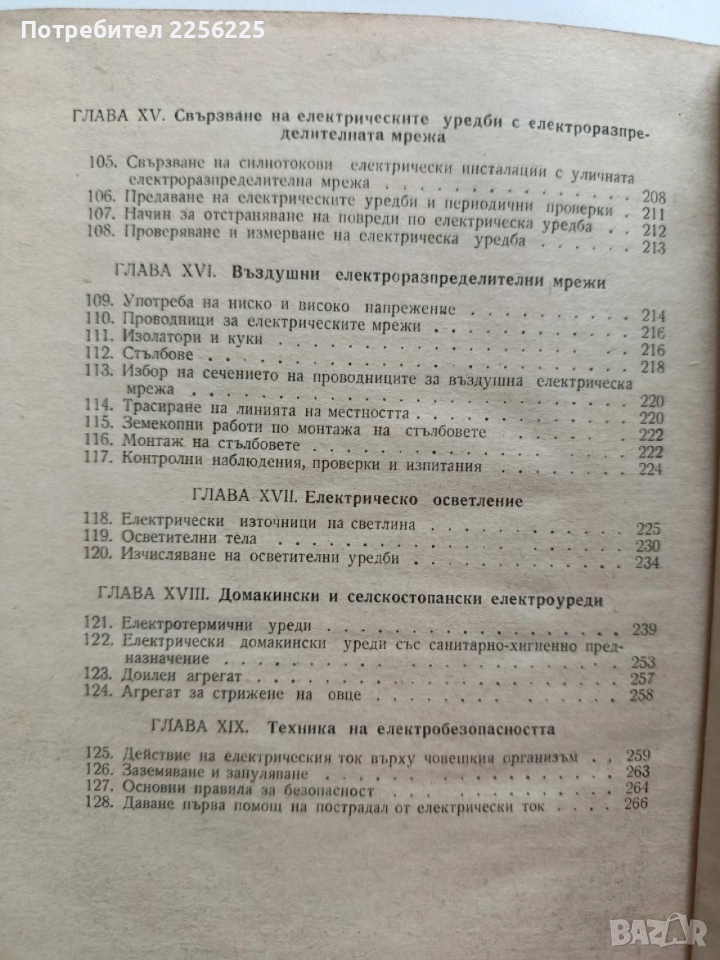 Потребител 2256225
ГЛАВА XV. Свързване на електрическите уредби с електроразпре-
делителната мрежа
105. Свързване на силнотокови електрически инсталации с уличната
електроразпределителна мрежа . . . . . . . . . . . . 208
106. Предаване на електрическите уредби и периодични проверки . 211
107. Начин за отстраняване на повреди по електрическа уредба . . 212
108. Проверяване и измерване на електрическа уредба . . . . . 213
ГЛАВА XVI. Въздушни електроразпределителни мрежи
109. Употреба на ниско и високо напрежение . . . . . . . . . 214
110. Проводници за електрическите мрежи . . . . . . . . . . 216
111. Изолатори и куки . . . . . . . . . . . . . . . . . 216
112. Стълбове . . . . . . . . . . . . . . . . . . . . 218
113. Избор на сечението на проводниците за въздушна електрическа
мрежа . . . . . . . . . . . . . . . . . . . . . 220
114. Трасиране на линията на местността . . . . . . . . . . 220
115. Земекопни работи по монтажа на стълбовете . . . . . . . 222
116. Монтаж на стълбовете . . . . . . . . . . . . . . . 222
117. Контролни наблюдения, проверки и изпитания . . . . . . . 224
ГЛАВА XVII. Електрическо осветление
118. Електрически източници на светлина . . . . . . . . . . 225
119. Осветителни тела . . . . . . . . . . . . . . . . . 230
120. Изчисляване на осветителни уредби . . . . . . . . . . . 234
ГЛАВА XVIII. Домакински и селскостопански електроуреди
121. Електротермични уреди . . . . . . . . . . . . . . . 239
122. Електрически домакински уреди със санитарно-хигиенно пред-
назначение . . . . . . . . . . . . . . . . . . . 253
123. Доилен агрегат . . . . . . . . . . . . . . . . . . 257
124. Агрегат за стрижене на овце . . . . . . . . . . . . . 258
ГЛАВА XIX. Техника на електробезопасността
125. Действие на електрическия ток върху човешкия организъм . . 259
126. Заземяване и зануляване . . . . . . . . . . . . . . 263
127. Основни правила за безопасност . . . . . . . . . . . . 264
128. Даване първа помощ на пострадал от електрически ток . . . . 266
BAZAR